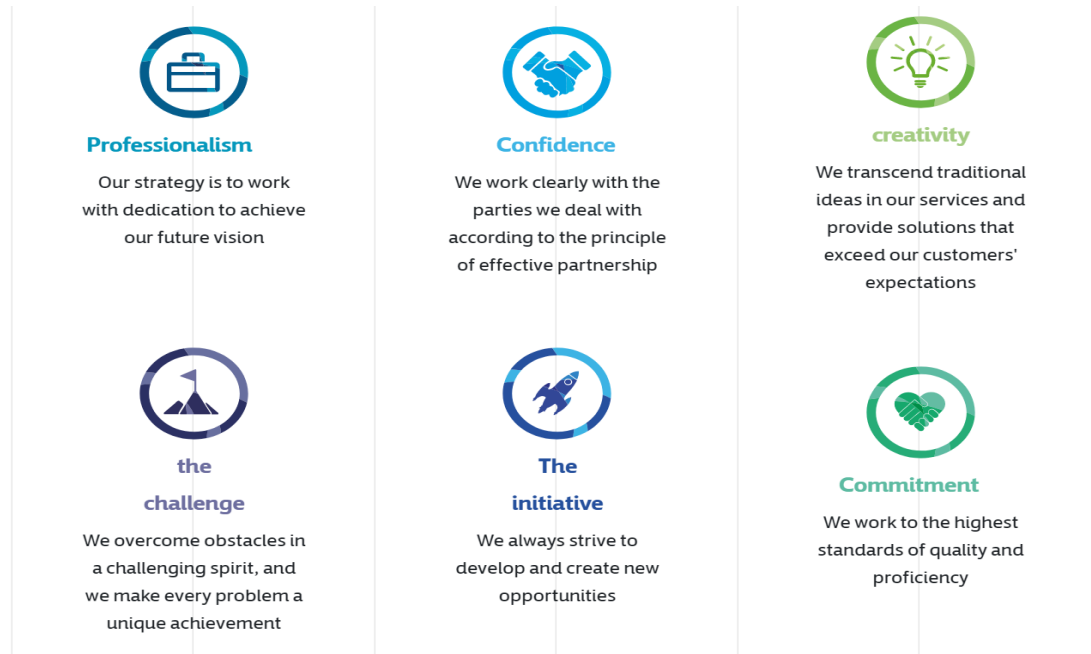 Professionalism
Our strategy is to work
with dedication to achieve
our future vision
Confidence
We work clearly with the
parties we deal with
according to the principle
of effective partnership
creativity
We transcend traditional
ideas in our services and
provide solutions that
exceed our customers'
expectations
the
challenge
We overcome obstacles in
a challenging spirit, and
we make every problem a
unique achievement
The
initiative
We always strive to
develop and create new
opportunities
Commitment
We work to the highest
standards of quality and
proficiency